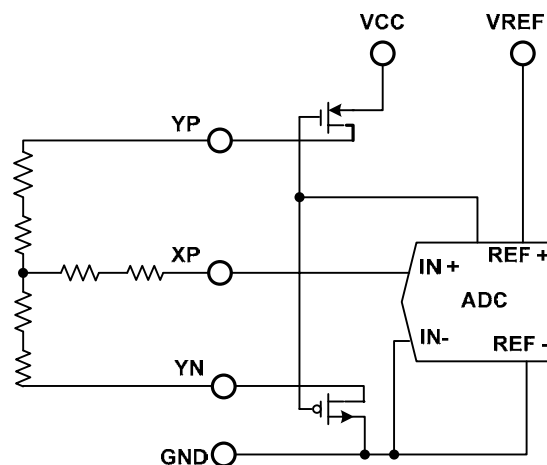 VCC VREF
YP
XP
IN + REF +
ADC
IN- REF -
YN
GND